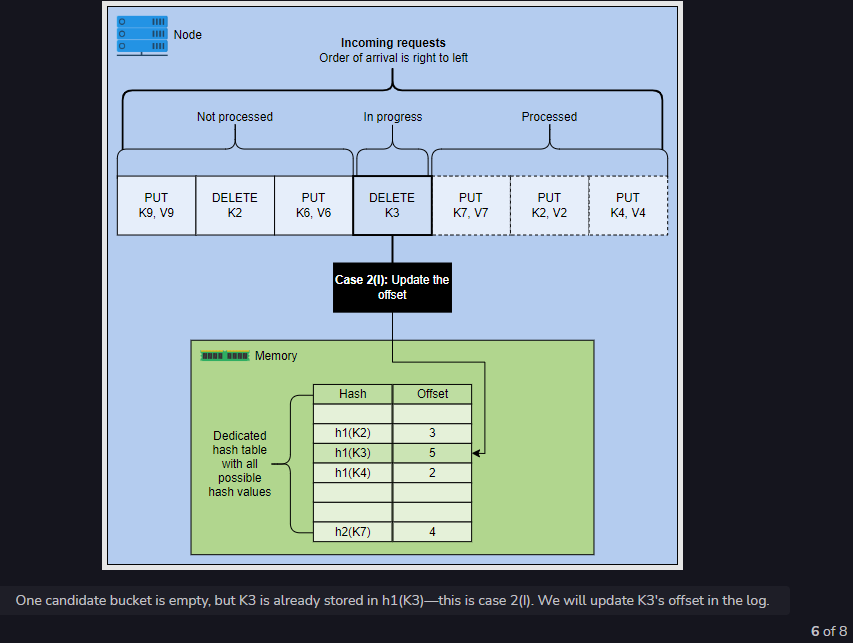 Node
Incoming requests
Order of arrival is right to left
Not processed
In progress
Processed
PUT
K9, V9
DELETE
K2
PUT
K6, V6
DELETE
K3
PUT
K7, V7
PUT
K2, V2
PUT
K4, V4
Case 2(I): Update the
offset
Memory
Hash Offset
h1(K2) 3
h1(K3) 5
h1(K4) 2
h2(K7) 4
Dedicated
hash table
with all
possible
hash values
One candidate bucket is empty, but K3 is already stored in h1(K3)—this is case 2(I). We will update K3's offset in the log.
6 of 8